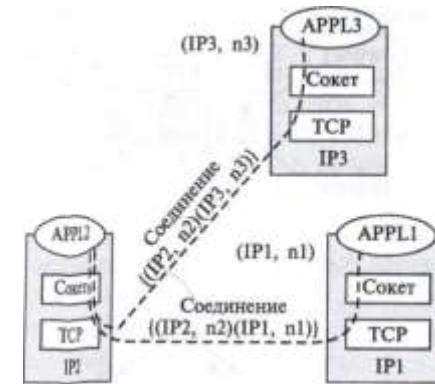 APPL3
(IP3, n3)
Сокет
TCP
IP3
Соединение
{(IP2, n2)(IP3, n3)}
APPL2
Сокет
TCP
IP2
(IP1, n1)
APPL1
Сокет
TCP
IP1
Соединение
{(IP2, n2)(IP1, n1)}